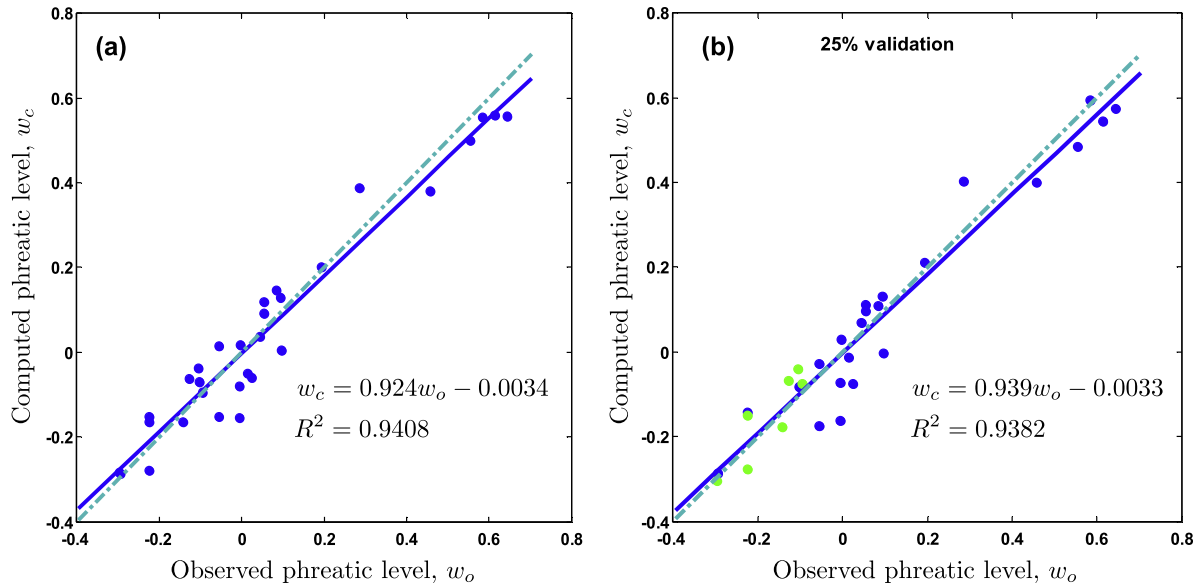 (a)
0.8
0.6
0.4
0.2
0
-0.2
-0.4
-0.4 -0.2 0 0.2 0.4 0.6 0.8
Computed phreatic level, w_c
Observed phreatic level, w_o
w_c = 0.924w_o − 0.0034
R² = 0.9408
(b)
25% validation
0.8
0.6
0.4
0.2
0
-0.2
-0.4
-0.4 -0.2 0 0.2 0.4 0.6 0.8
Computed phreatic level, w_c
Observed phreatic level, w_o
w_c = 0.939w_o − 0.0033
R² = 0.9382